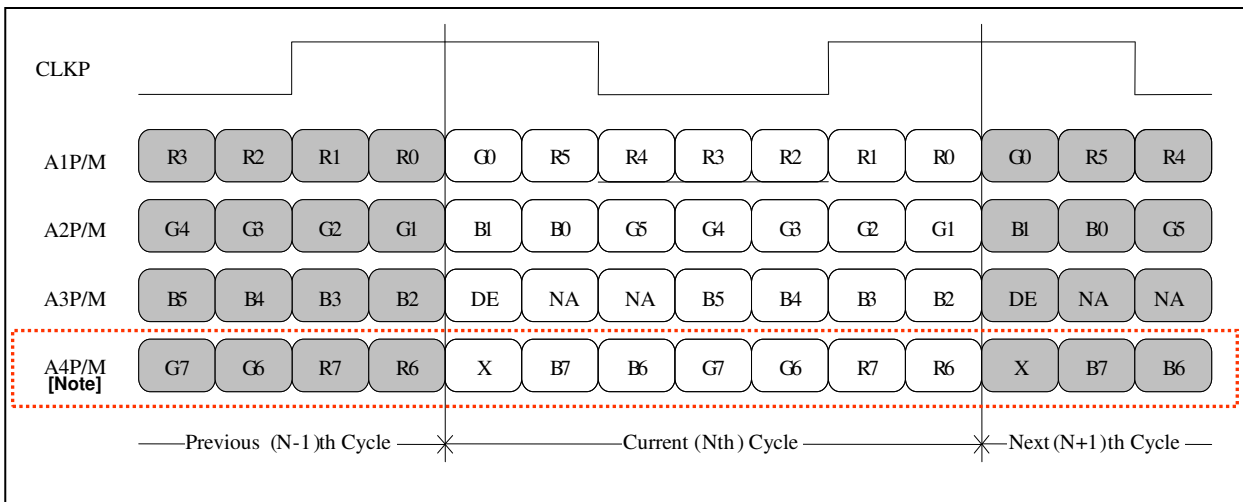 CLKP
A1P/M R3 R2 R1 R0 G0 R5 R4 R3 R2 R1 R0 G0 R5 R4
A2P/M G4 G3 G2 G1 B1 B0 G5 G4 G3 G2 G1 B1 B0 G5
A3P/M B5 B4 B3 B2 DE NA NA B5 B4 B3 B2 DE NA NA
A4P/M G7 G6 R7 R6 X B7 B6 G7 G6 R7 R6 X B7 B6
[Note]
Previous (N-1)th Cycle Current (Nth) Cycle Next (N+1)th Cycle